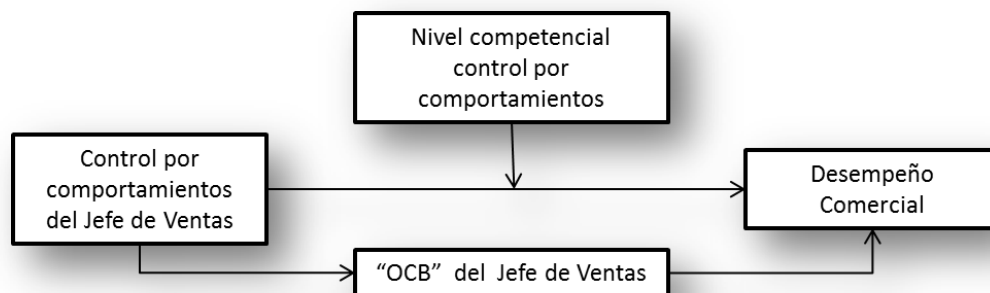 Nivel competencial
control por
comportamientos
Control por
comportamientos
del Jefe de Ventas
Desempeño
Comercial
“OCB” del Jefe de Ventas